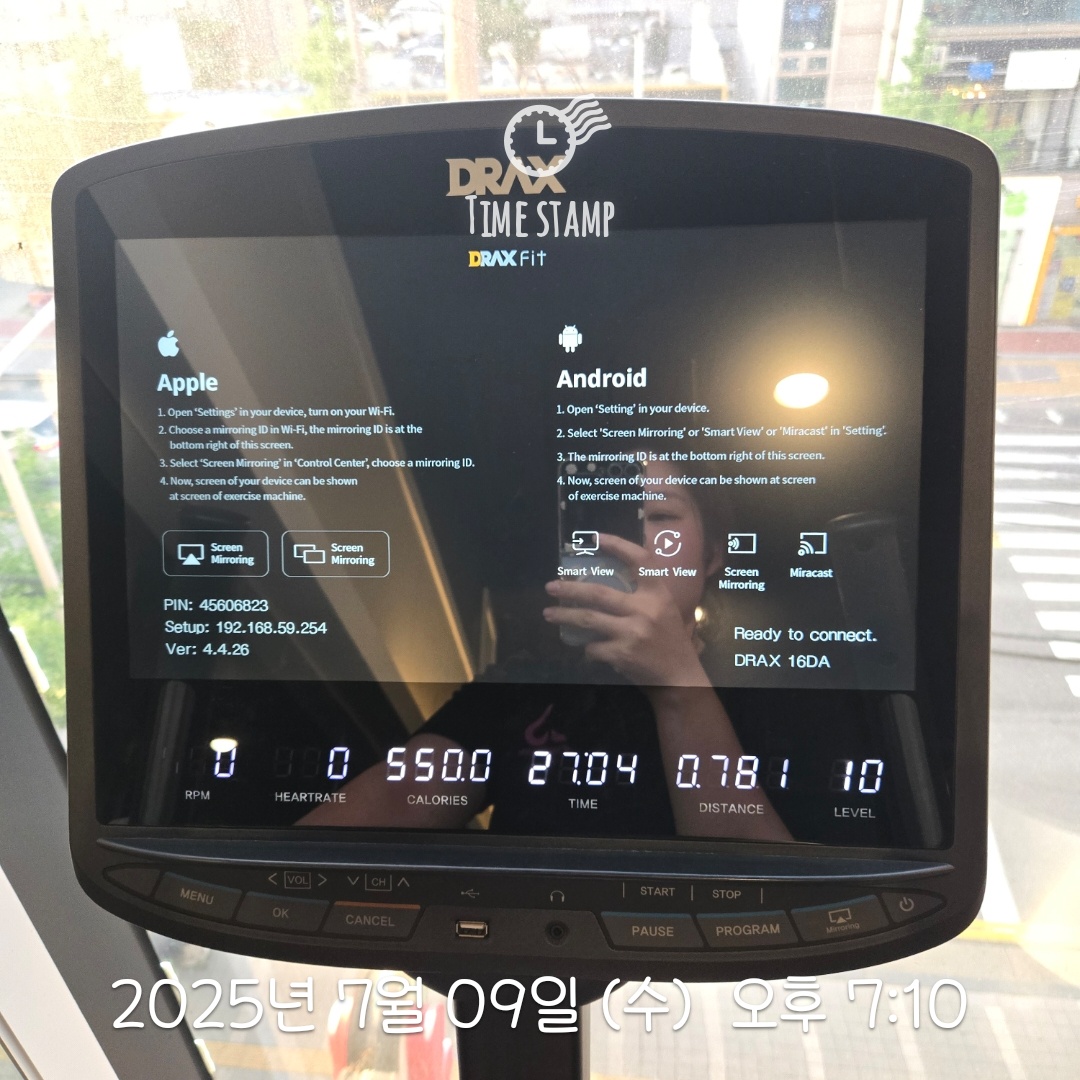 DRAX
TIME STAMP
DRAX Fit
Apple
1. Open ‘Settings’ in your device, turn on your Wi-Fi.
2. Choose a mirroring ID in Wi-Fi, the mirroring ID is at the
bottom right of this screen.
3. Select ‘Screen Mirroring’ in ‘Control Center’, choose a mirroring ID.
4. Now, screen of your device can be shown
at screen of exercise machine.
Screen
Mirroring
Screen
Mirroring
PIN: 45606823
Setup: 192.168.59.254
Ver: 4.4.26
Android
1. Open ‘Setting’ in your device.
2. Select 'Screen Mirroring' or 'Smart View' or 'Miracast' in 'Setting'.
3. The mirroring ID is at the bottom right of this screen.
4. Now, screen of your device can be shown at screen
of exercise machine.
Smart View
Smart View
Screen
Mirroring
Miracast
Ready to connect.
DRAX 16DA
0 0 550.0 27:04 0.781 10
RPM HEARTRATE CALORIES TIME DISTANCE LEVEL
< VOL > CH START STOP
MENU OK CANCEL PAUSE PROGRAM Mirroring
2025년 7월 09일 (수) 오후 7:10